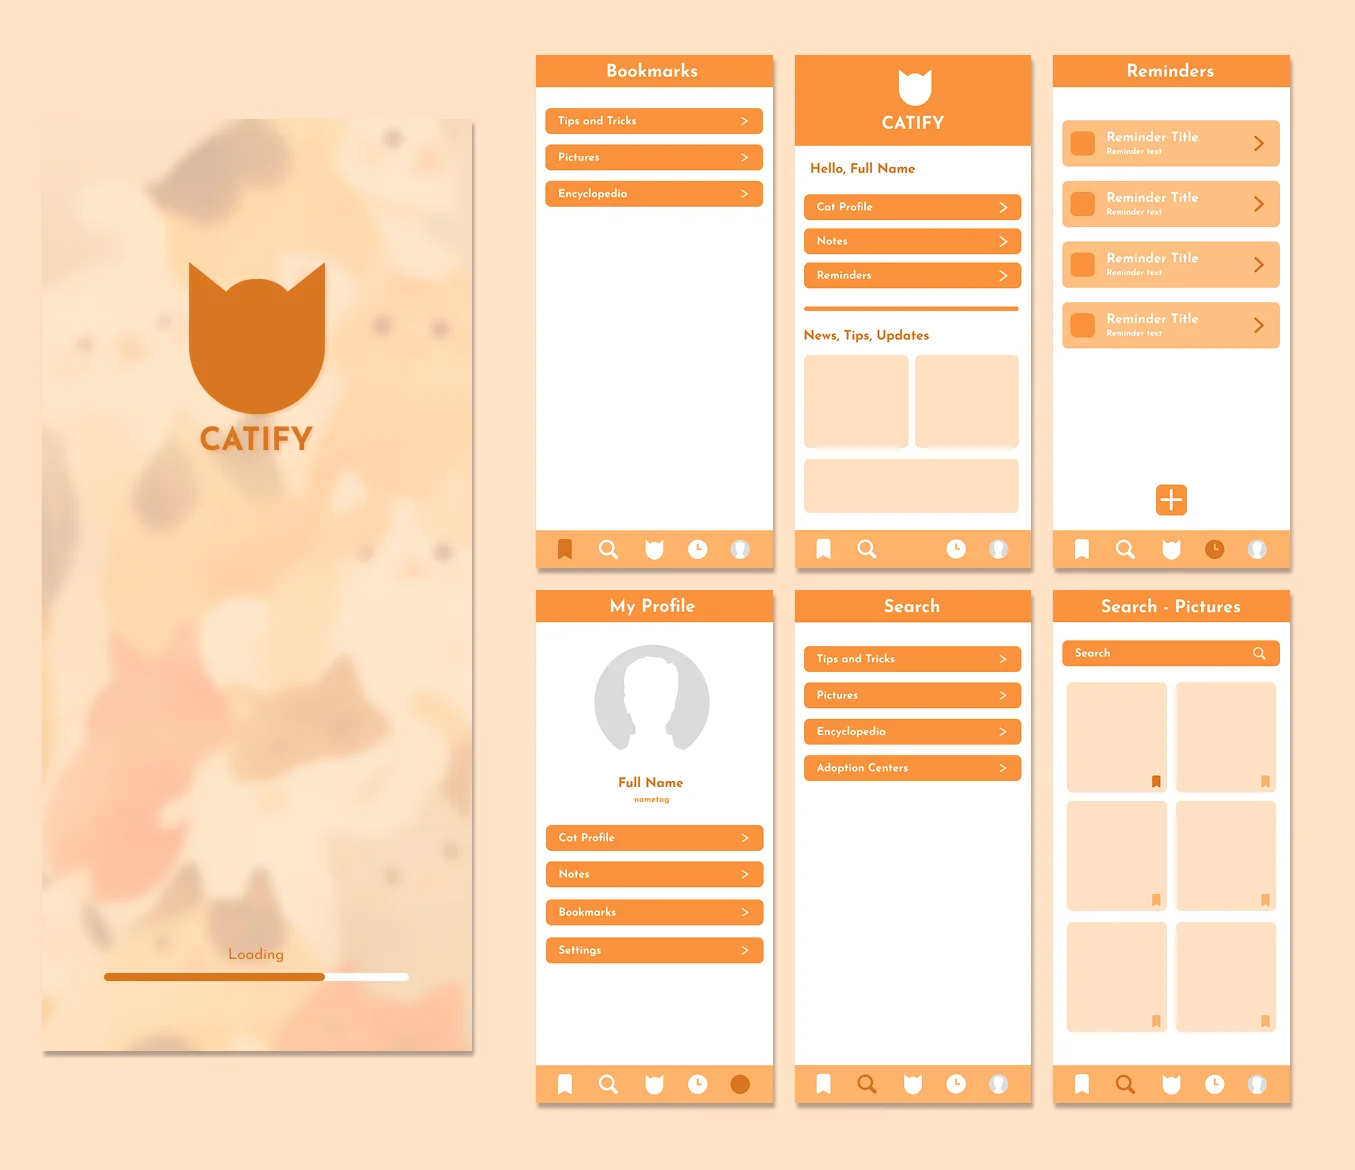 CATIFY
Loading
Bookmarks
Tips and Tricks
Pictures
Encyclopedia
CATIFY
Hello, Full Name
Cat Profile
Notes
Reminders
News, Tips, Updates
Reminders
Reminder Title
Reminder text
Reminder Title
Reminder text
Reminder Title
Reminder text
Reminder Title
Reminder text
My Profile
Full Name
nametag
Cat Profile
Notes
Bookmarks
Settings
Search
Tips and Tricks
Pictures
Encyclopedia
Adoption Centers
Search - Pictures
Search